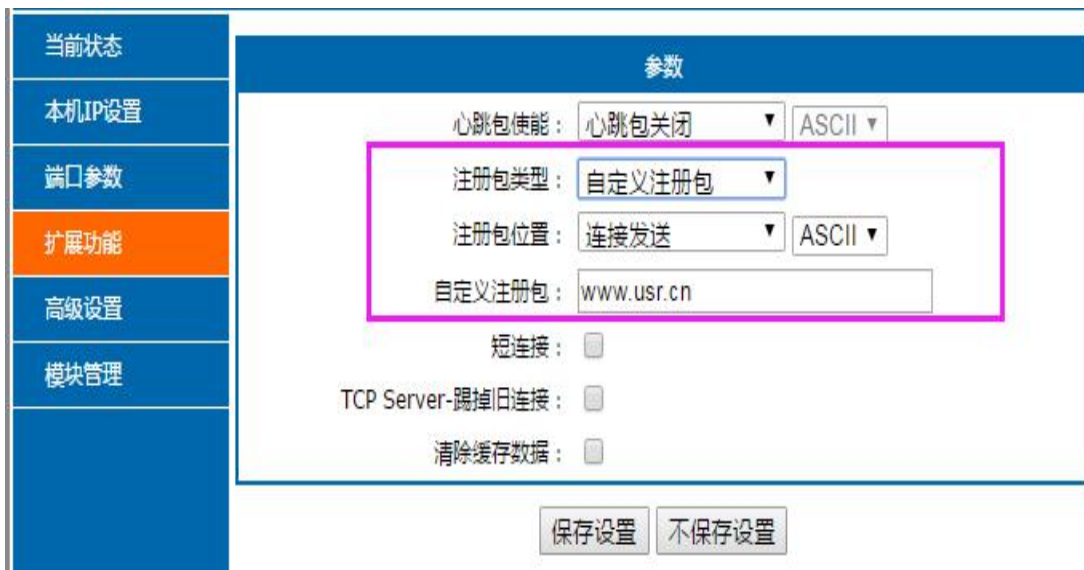 当前状态
本机IP设置
端口参数
扩展功能
高级设置
模块管理
参数
心跳包使能： 心跳包关闭 ASCII
注册包类型： 自定义注册包
注册包位置： 连接发送 ASCII
自定义注册包： www.usr.cn
短连接：
TCP Server-踢掉旧连接：
清除缓存数据：
保存设置 不保存设置